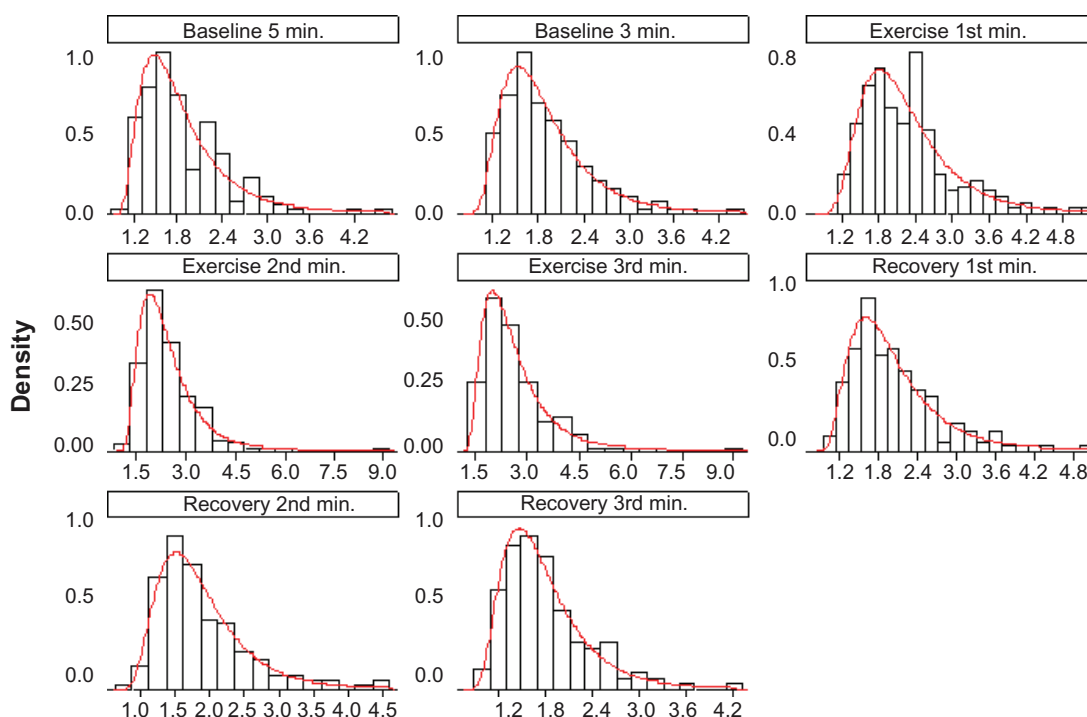 Baseline 5 min.
Baseline 3 min.
Exercise 1st min.
1.0
0.5
0.0
1.2 1.8 2.4 3.0 3.6 4.2
1.0
0.5
0.0
1.2 1.8 2.4 3.0 3.6 4.2
0.8
0.4
0.0
1.2 1.8 2.4 3.0 3.6 4.2 4.8
Exercise 2nd min.
Exercise 3rd min.
Recovery 1st min.
Density
0.50
0.25
0.00
1.5 3.0 4.5 6.0 7.5 9.0
0.50
0.25
0.00
1.5 3.0 4.5 6.0 7.5 9.0
1.0
0.5
0.0
1.2 1.8 2.4 3.0 3.6 4.2 4.8
Recovery 2nd min.
Recovery 3rd min.
1.0
0.5
0.0
1.0 1.5 2.0 2.5 3.0 3.5 4.0 4.5
1.0
0.5
0.0
1.2 1.8 2.4 3.0 3.6 4.2